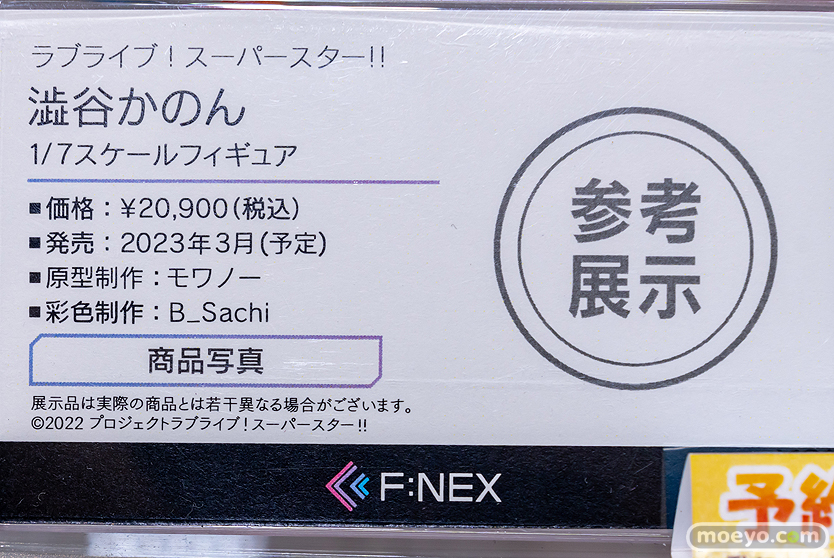 ラブライブ！スーパースター!!
澁谷かのん
1/7スケールフィギュア
■価格：¥20,900(税込)
■発売：2023年3月(予定)
■原型制作：モワノー
■彩色制作：B_Sachi
商品写真
展示品は実際の商品とは若干異なる場合がございます。
©2022 プロジェクトラブライブ！スーパースター!!
参考
展示
F:NEX
予約
moeyo.com